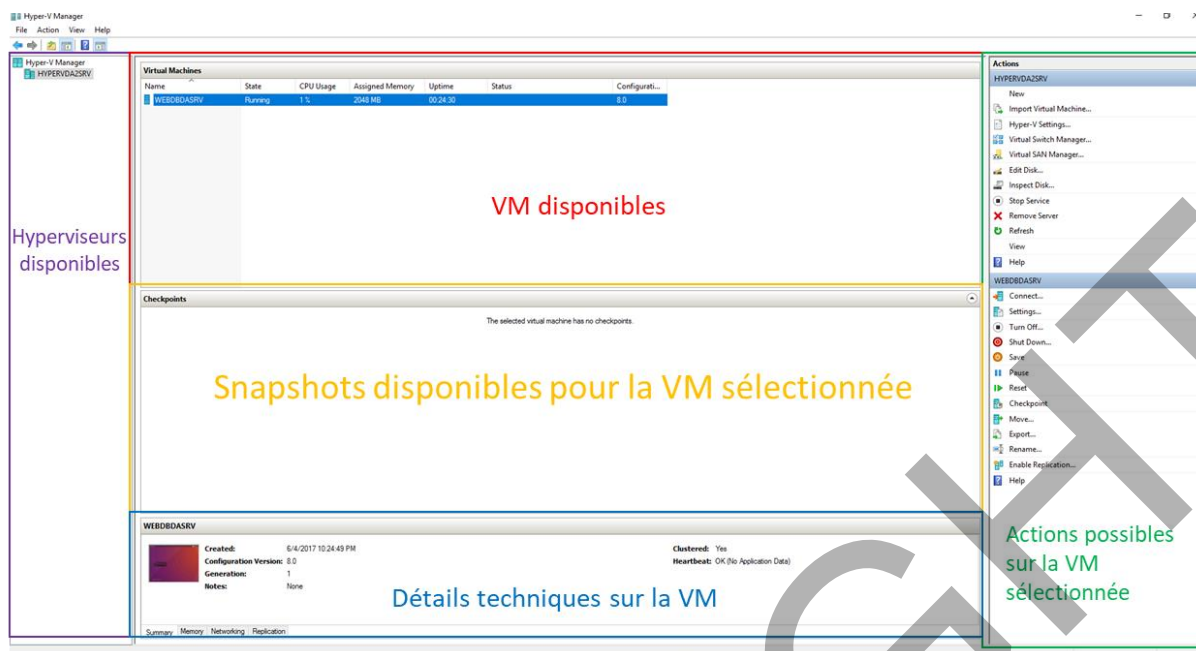 Hyper-V Manager
File Action View Help
Hyper-V Manager
HYPERVDA2SRV
Hyperviseurs
disponibles
Virtual Machines
Name State CPU Usage Assigned Memory Uptime Status Configurati...
WEBDBDASRV Running 1 % 2048 MB 00:24:30 8.0
VM disponibles
Checkpoints
The selected virtual machine has no checkpoints.
Snapshots disponibles pour la VM sélectionnée
WEBDBDASRV
Created: 6/4/2017 10:24:49 PM Clustered: Yes
Configuration Version: 8.0 Heartbeat: OK (No Application Data)
Generation: 1
Notes: None
Détails techniques sur la VM
Summary Memory Networking Replication
Actions
HYPERVDA2SRV
New
Import Virtual Machine...
Hyper-V Settings...
Virtual Switch Manager...
Virtual SAN Manager...
Edit Disk...
Inspect Disk...
Stop Service
Remove Server
Refresh
View
Help
WEBDBDASRV
Connect...
Settings...
Turn Off...
Shut Down...
Save
Pause
Reset
Checkpoint
Move...
Export...
Rename...
Enable Replication...
Help
Actions possibles
sur la VM
sélectionnée
GHT